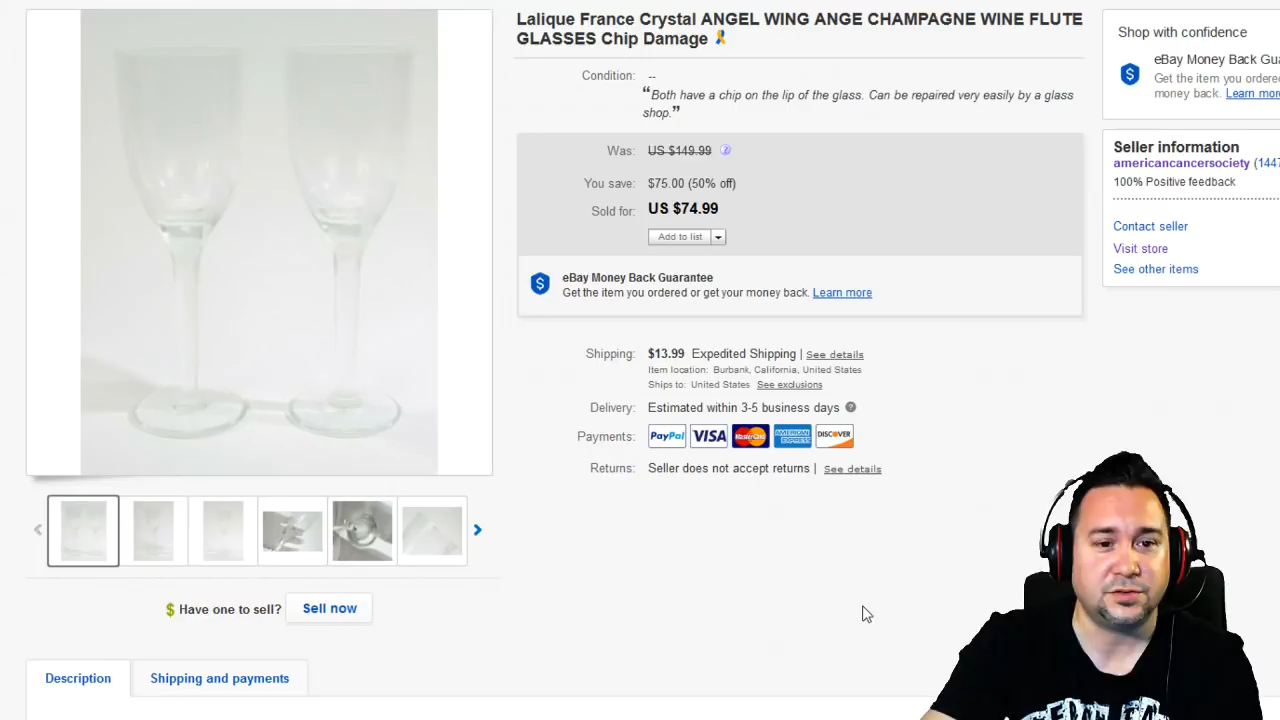 Lalique France Crystal ANGEL WING ANGE CHAMPAGNE WINE FLUTE
GLASSES Chip Damage
Condition: --
“Both have a chip on the lip of the glass. Can be repaired very easily by a glass
shop.”
Was: US $149.99
You save: $75.00 (50% off)
Sold for: US $74.99
Add to list
eBay Money Back Guarantee
Get the item you ordered or get your money back. Learn more
Shipping: $13.99 Expedited Shipping | See details
Item location: Burbank, California, United States
Ships to: United States See exclusions
Delivery: Estimated within 3-5 business days
Payments: PayPal VISA MasterCard AMERICAN EXPRESS DISCOVER
Returns: Seller does not accept returns | See details
$ Have one to sell? Sell now
Description Shipping and payments
Shop with confidence
$ eBay Money Back Gua
Get the item you ordered
money back. Learn more
Seller information
americancancersociety (1447
100% Positive feedback
Contact seller
Visit store
See other items